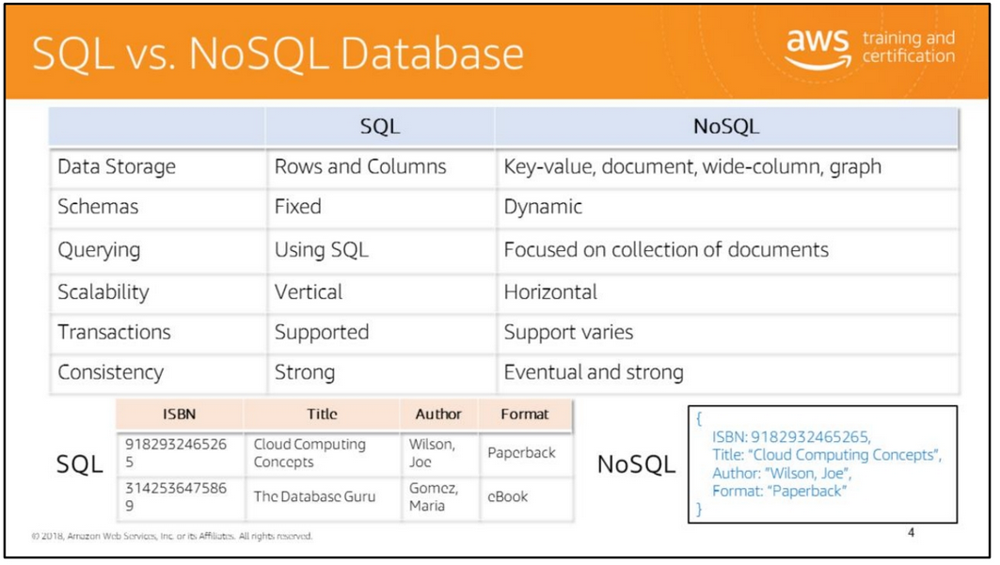 SQL vs. NoSQL Database
aws training and
certification
SQL NoSQL
Data Storage Rows and Columns Key-value, document, wide-column, graph
Schemas Fixed Dynamic
Querying Using SQL Focused on collection of documents
Scalability Vertical Horizontal
Transactions Supported Support varies
Consistency Strong Eventual and strong
SQL
ISBN Title Author Format
918293246526
5
Cloud Computing
Concepts
Wilson,
Joe
Paperback
314253647586
9
The Database Guru
Gomez,
Maria
eBook
NoSQL
{
ISBN: 9182932465265,
Title: “Cloud Computing Concepts”,
Author: ”Wilson, Joe”,
Format: “Paperback”
}
© 2018, Amazon Web Services, Inc. or its Affiliates. All rights reserved.
4